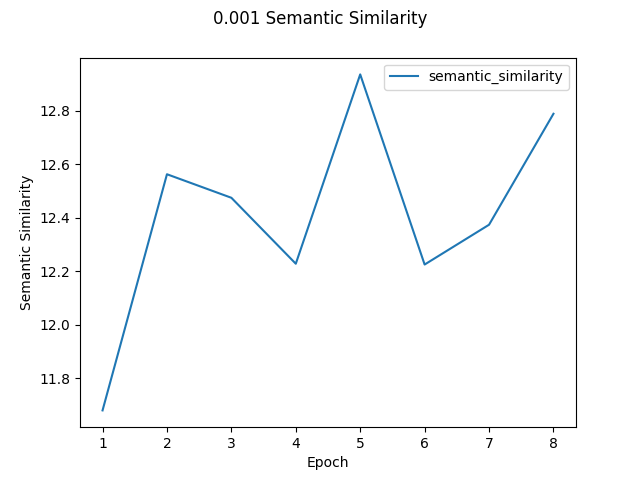 0.001 Semantic Similarity
semantic_similarity
Semantic Similarity
12.8
12.6
12.4
12.2
12.0
11.8
1 2 3 4 5 6 7 8
Epoch